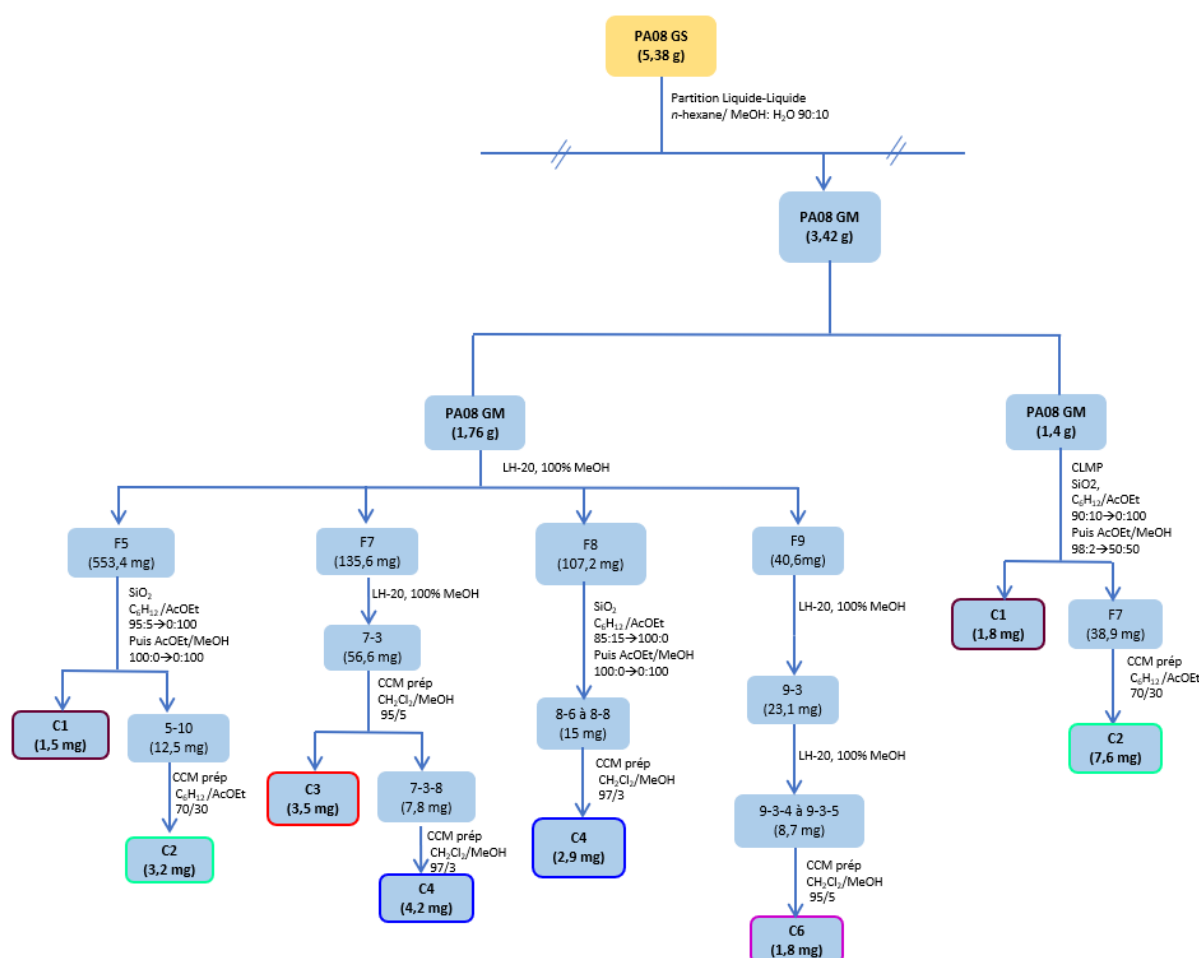 PA08 GS
(5,38 g)
Partition Liquide-Liquide
n-hexane/ MeOH: H₂O 90:10
PA08 GM
(3,42 g)
PA08 GM
(1,76 g)
PA08 GM
(1,4 g)
LH-20, 100% MeOH
CLMP
SiO2,
C₆H₁₂/AcOEt
90:10→0:100
Puis AcOEt/MeOH
98:2→50:50
F5
(553,4 mg)
F7
(135,6 mg)
F8
(107,2 mg)
F9
(40,6mg)
SiO₂
C₆H₁₂/AcOEt
95:5→0:100
Puis AcOEt/MeOH
100:0→0:100
LH-20, 100% MeOH
SiO₂
C₆H₁₂/AcOEt
85:15→100:0
Puis AcOEt/MeOH
100:0→0:100
LH-20, 100% MeOH
C1
(1,8 mg)
F7
(38,9 mg)
7-3
(56,6 mg)
CCM prép
C₆H₁₂/AcOEt
70/30
CCM prép
CH₂Cl₂/MeOH
95/5
9-3
(23,1 mg)
C1
(1,5 mg)
5-10
(12,5 mg)
8-6 à 8-8
(15 mg)
C2
(7,6 mg)
CCM prép
C₆H₁₂/AcOEt
70/30
C3
(3,5 mg)
7-3-8
(7,8 mg)
CCM prép
CH₂Cl₂/MeOH
97/3
LH-20, 100% MeOH
9-3-4 à 9-3-5
(8,7 mg)
C2
(3,2 mg)
CCM prép
CH₂Cl₂/MeOH
97/3
C4
(2,9 mg)
CCM prép
CH₂Cl₂/MeOH
95/5
C4
(4,2 mg)
C6
(1,8 mg)